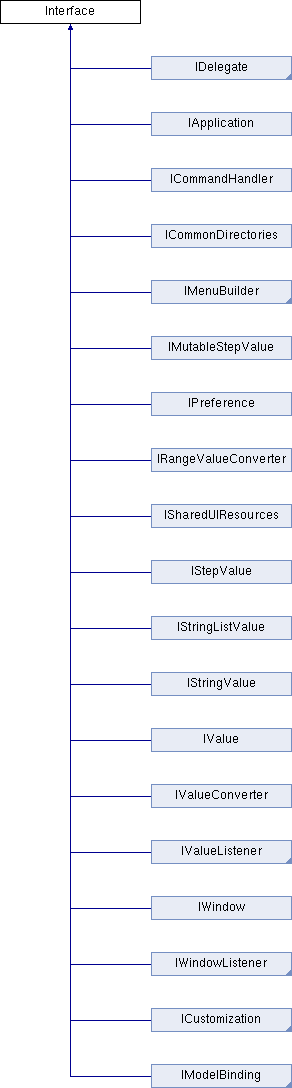 Interface
IDelegate
IApplication
ICommandHandler
ICommonDirectories
IMenuBuilder
IMutableStepValue
IPreference
IRangeValueConverter
ISharedUIResources
IStepValue
IStringListValue
IStringValue
IValue
IValueConverter
IValueListener
IWindow
IWindowListener
ICustomization
IModelBinding